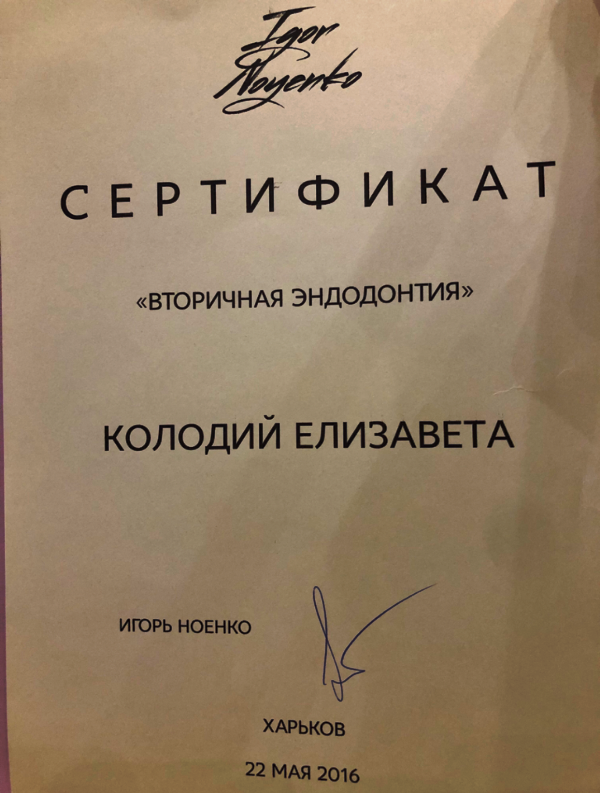 Igor
Noyenko
СЕРТИФИКАТ
«ВТОРИЧНАЯ ЭНДОДОНТИЯ»
КОЛОДИЙ ЕЛИЗАВЕТА
ИГОРЬ НОЕНКО
ХАРЬКОВ
22 МАЯ 2016